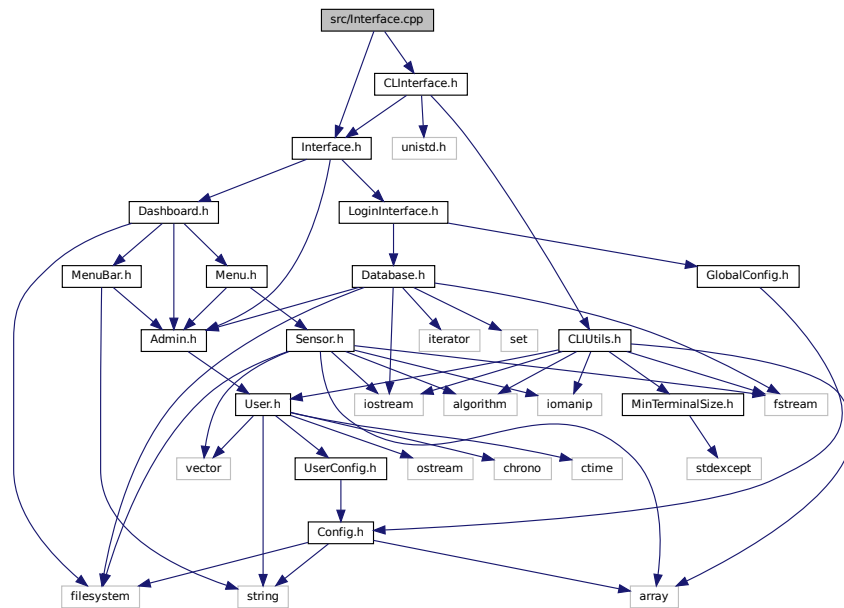 src/Interface.cpp
CLInterface.h
Interface.h
unistd.h
Dashboard.h
LoginInterface.h
MenuBar.h
Menu.h
Database.h
GlobalConfig.h
Admin.h
Sensor.h
iterator
set
CLIUtils.h
User.h
iostream
algorithm
iomanip
MinTerminalSize.h
fstream
vector
UserConfig.h
ostream
chrono
ctime
stdexcept
Config.h
filesystem
string
array